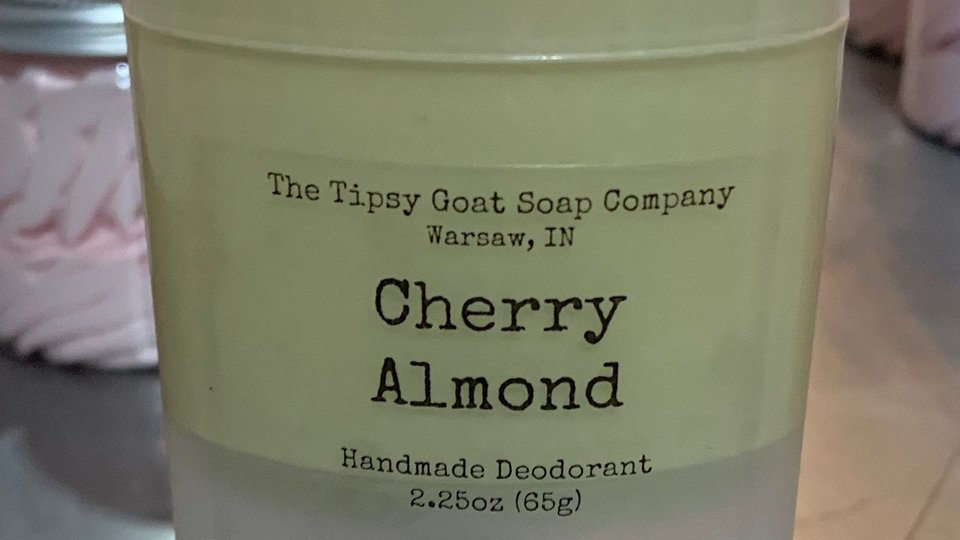 The Tipsy Goat Soap Company
Warsaw, IN
Cherry
Almond
Handmade Deodorant
2.25oz (65g)